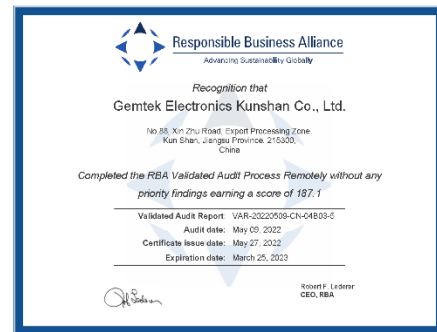 Responsible Business Alliance
Advancing Sustainability Globally
Recognition that
Gemtek Electronics Kunshan Co., Ltd.
No.88, Xin Zhu Road, Export Processing Zone,
Kun Shan, Jiangsu Province. 215300,
China
Completed the RBA Validated Audit Process Remotely without any
priority findings earning a score of 187.1
Validated Audit Report: VAR-20220509-CN-04B03-5
Audit date: May 09, 2022
Certificate issue date: May 27, 2022
Expiration date: March 25, 2023
Robert F. Lederer
CEO, RBA